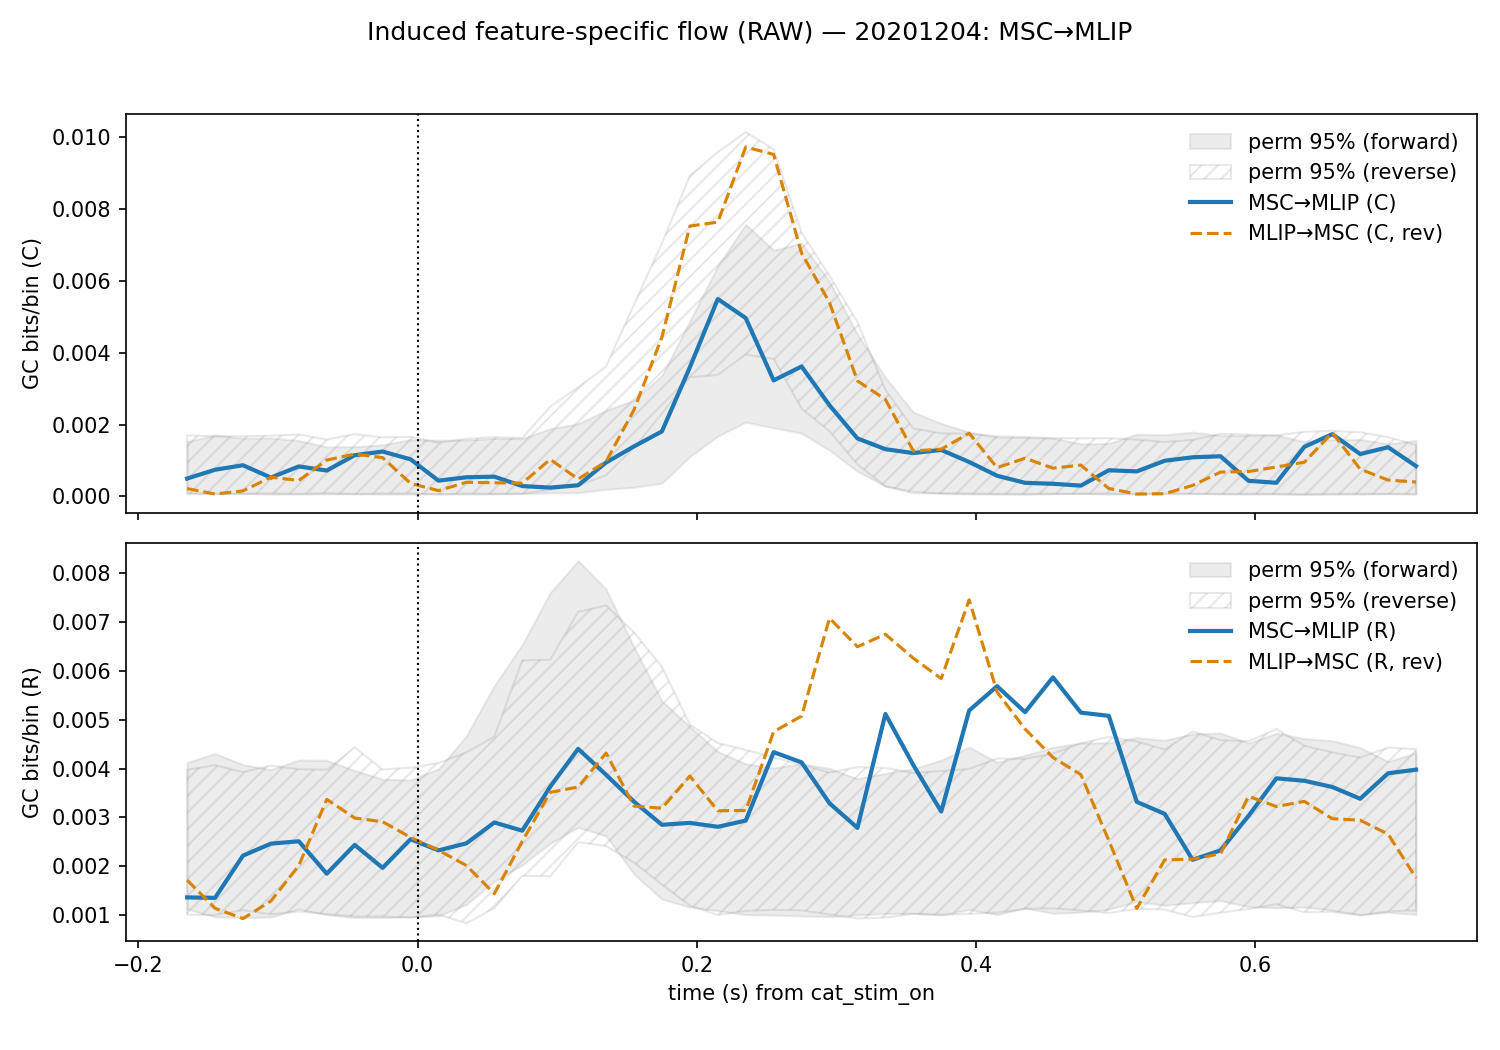 Induced feature-specific flow (RAW) — 20201204: MSC→MLIP
GC bits/bin (C)
0.010
0.008
0.006
0.004
0.002
0.000
perm 95% (forward)
perm 95% (reverse)
MSC→MLIP (C)
MLIP→MSC (C, rev)
GC bits/bin (R)
0.008
0.007
0.006
0.005
0.004
0.003
0.002
0.001
perm 95% (forward)
perm 95% (reverse)
MSC→MLIP (R)
MLIP→MSC (R, rev)
−0.2 0.0 0.2 0.4 0.6
time (s) from cat_stim_on